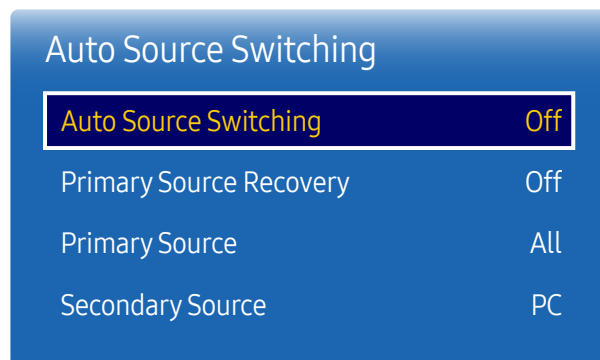 Auto Source Switching
Auto Source Switching Off
Primary Source Recovery Off
Primary Source All
Secondary Source PC